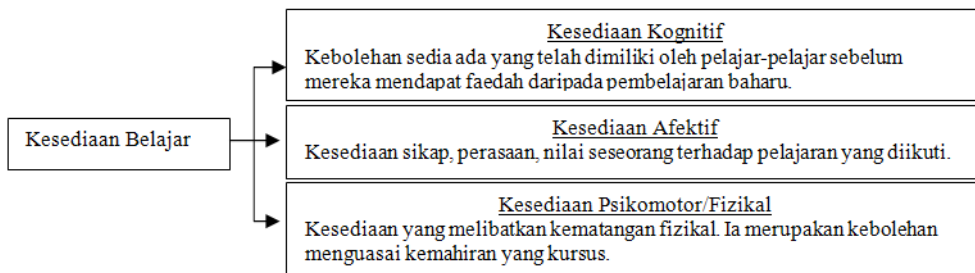 Kesediaan Kognitif
Kebolehan sedia ada yang telah dimiliki oleh pelajar-pelajar sebelum
mereka mendapat faedah daripada pembelajaran baharu.
Kesediaan Belajar
Kesediaan Afektif
Kesediaan sikap, perasaan, nilai seseorang terhadap pelajaran yang diikuti.
Kesediaan Psikomotor/Fizikal
Kesediaan yang melibatkan kematangan fizikal. Ia merupakan kebolehan
menguasai kemahiran yang kursus.